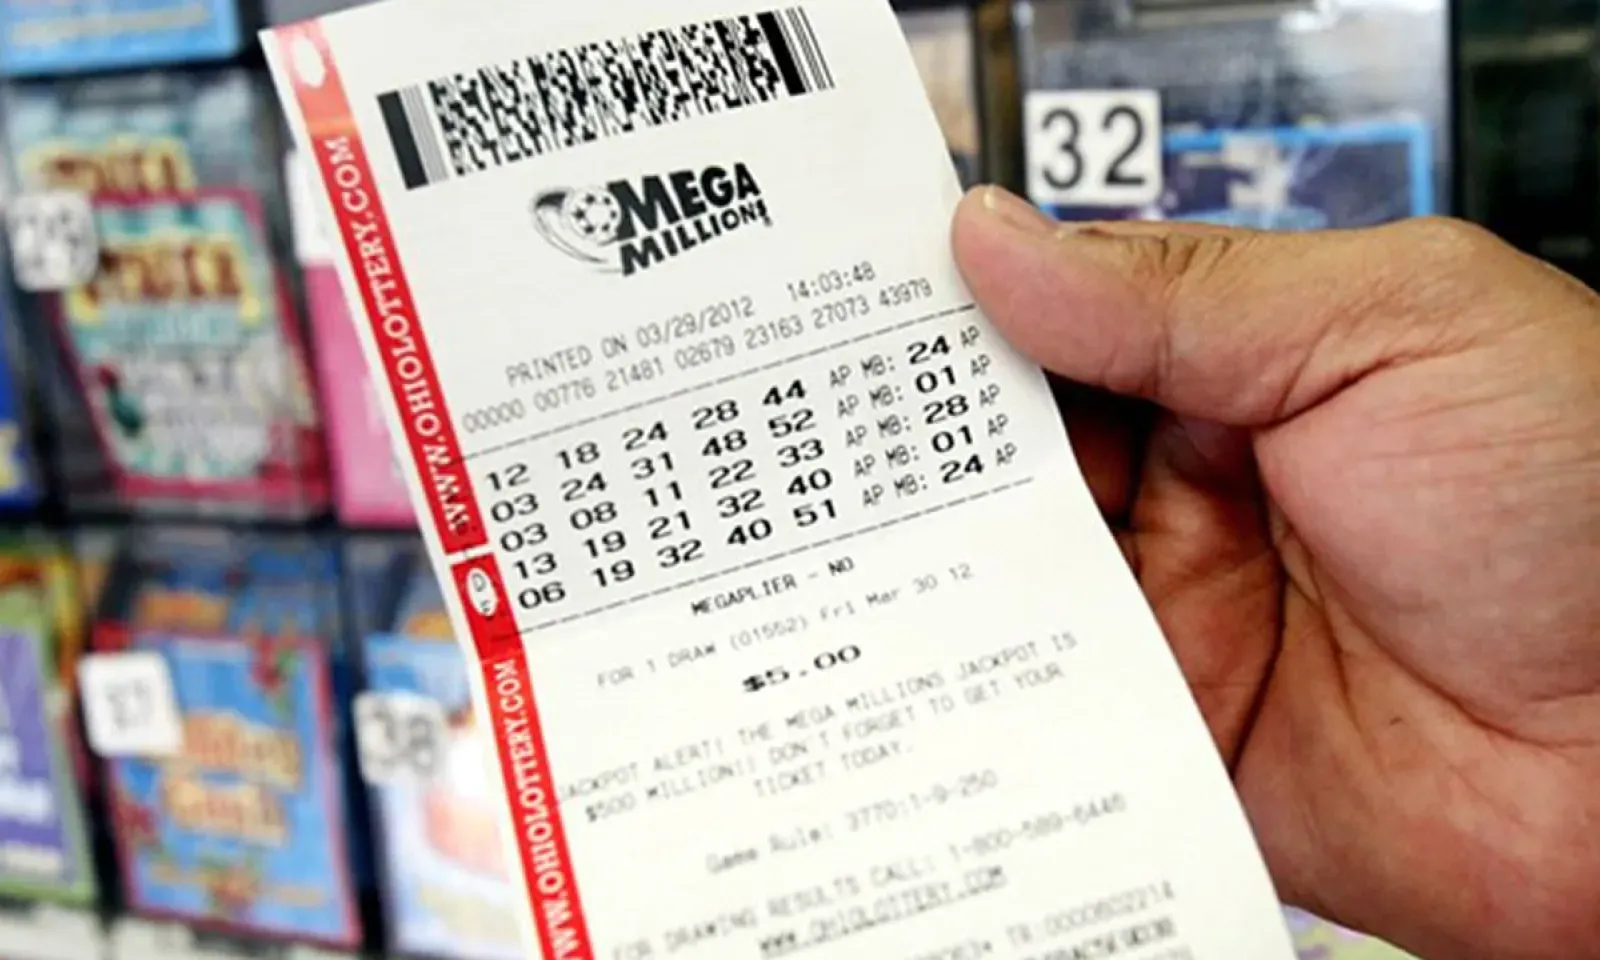 MEGA
MILLIONS
PRINTED ON 03/29/2012 14:03:48
00000 00776 21481 02679 23163 27073 43979
12 18 24 28 44 AP MB: 24 AP
03 24 31 48 52 AP MB: 01 AP
03 08 11 22 33 AP MB: 28 AP
13 19 21 32 40 AP MB: 01 AP
06 19 32 40 51 AP MB: 24 AP
MEGAPLIER - NO
FOR 1 DRAW (01552) Fri Mar 30 12
$5.00
JACKPOT ALERT! THE MEGA MILLIONS JACKPOT IS
$500 MILLION!! DON'T FORGET TO GET YOUR
TICKET TODAY.
Game Rule: 3770:1-9-250
FOR DRAWING RESULTS CALL: 1-800-589-6446
WWW.OHIOLOTTERY.COM
WWW.OHIOLOTTERY.COM
WW.OHIOLOTTERY.COM
32
38